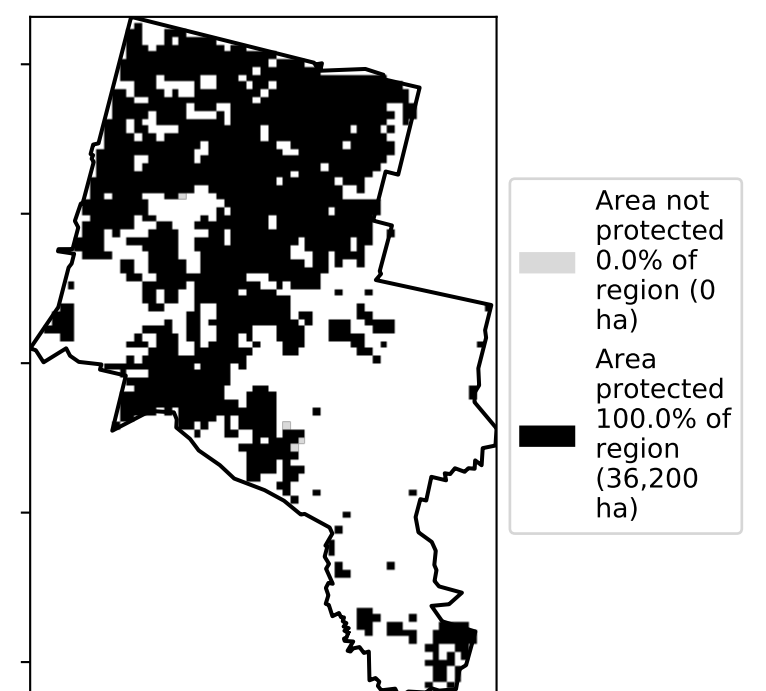 Area not
protected
0.0% of
region (0
ha)
Area
protected
100.0% of
region
(36,200
ha)